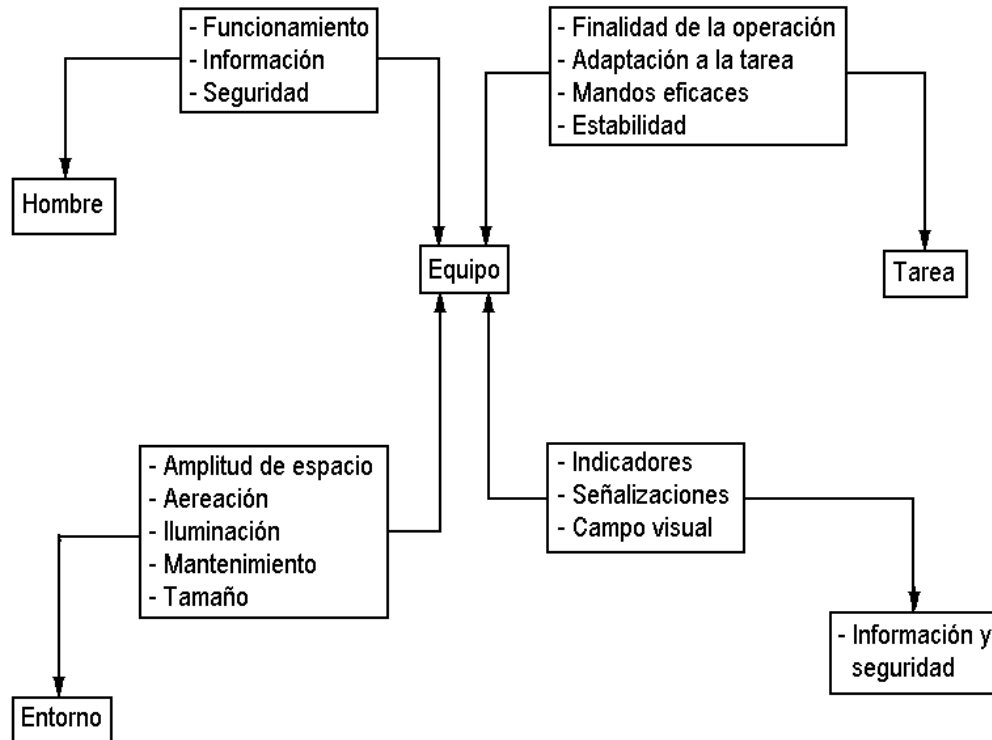 - Funcionamiento
- Información
- Seguridad
- Finalidad de la operación
- Adaptación a la tarea
- Mandos eficaces
- Estabilidad
Hombre
Equipo
Tarea
- Amplitud de espacio
- Aereación
- Iluminación
- Mantenimiento
- Tamaño
- Indicadores
- Señalizaciones
- Campo visual
- Información y
seguridad
Entorno